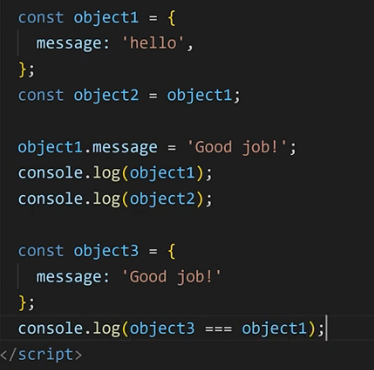 const object1 = {
  message: 'hello',
};
const object2 = object1;

object1.message = 'Good job!';
console.log(object1);
console.log(object2);

const object3 = {
  message: 'Good job!'
};
console.log(object3 === object1);
</script>